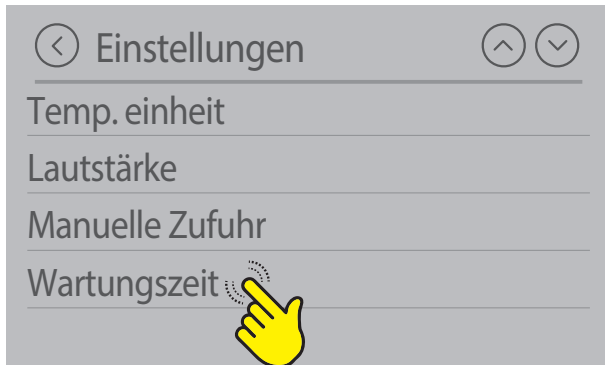 Einstellungen
Temp. einheit
Lautstärke
Manuelle Zufuhr
Wartungszeit